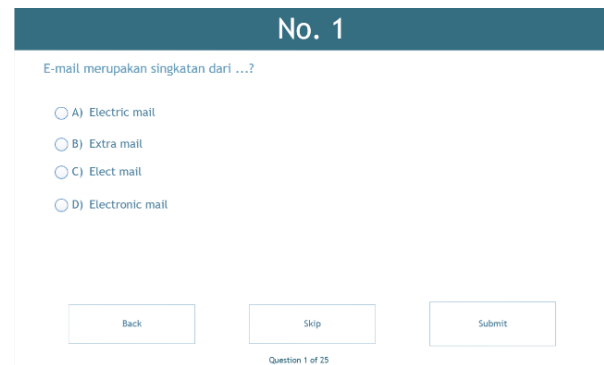 No. 1
E-mail merupakan singkatan dari ...?
A) Electric mail
B) Extra mail
C) Elect mail
D) Electronic mail
Back
Skip
Submit
Question 1 of 25